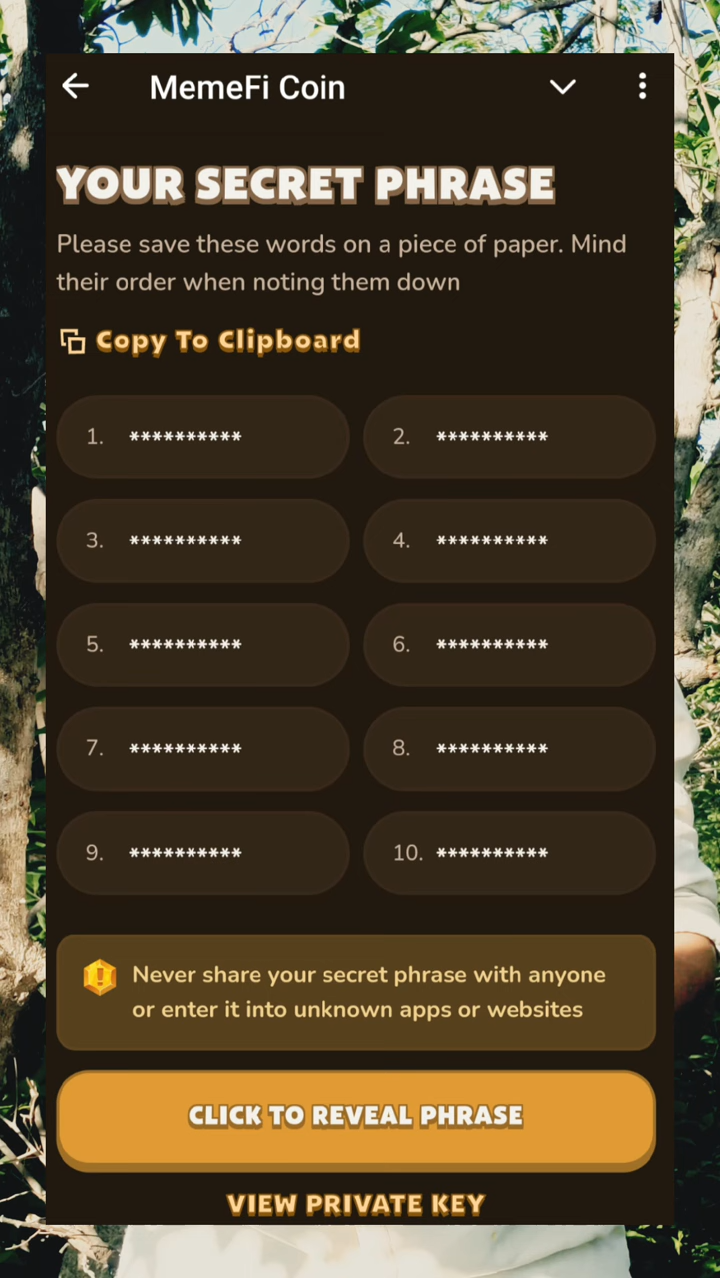 MemeFi Coin
YOUR SECRET PHRASE
Please save these words on a piece of paper. Mind
their order when noting them down
Copy To Clipboard
1. **********
2. **********
3. **********
4. **********
5. **********
6. **********
7. **********
8. **********
9. **********
10. **********
Never share your secret phrase with anyone
or enter it into unknown apps or websites
CLICK TO REVEAL PHRASE
VIEW PRIVATE KEY